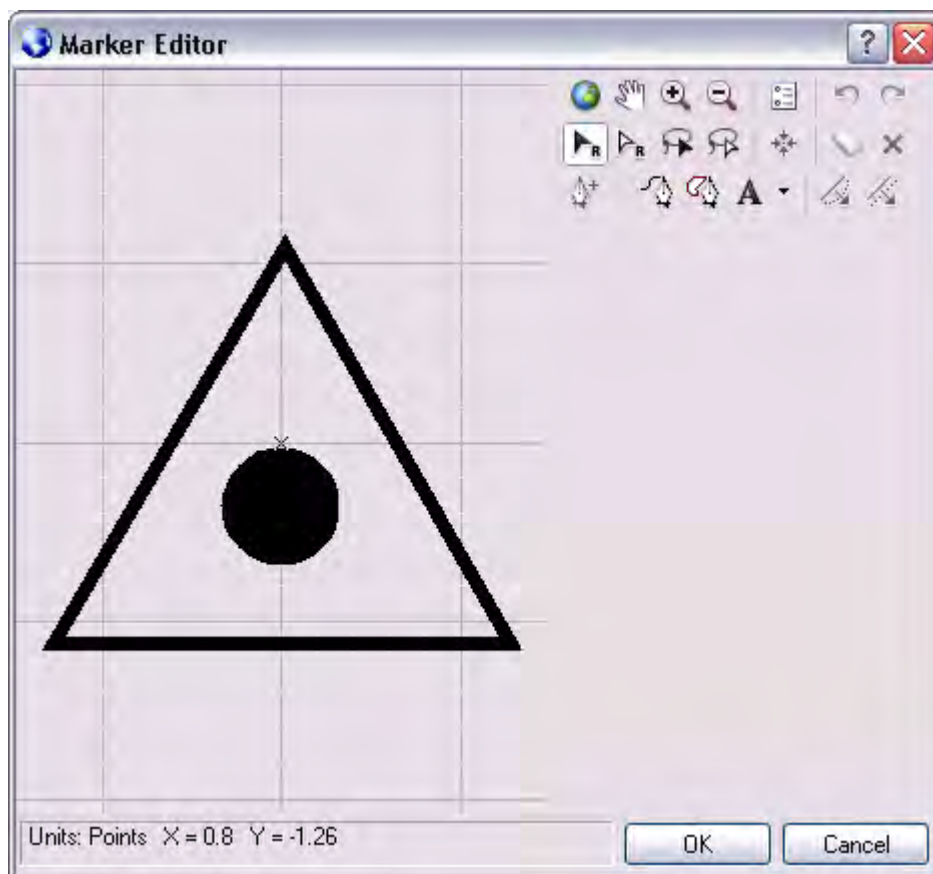 Marker Editor
?
R R
A
Units: Points X = 0.8 Y = -1.26
OK Cancel